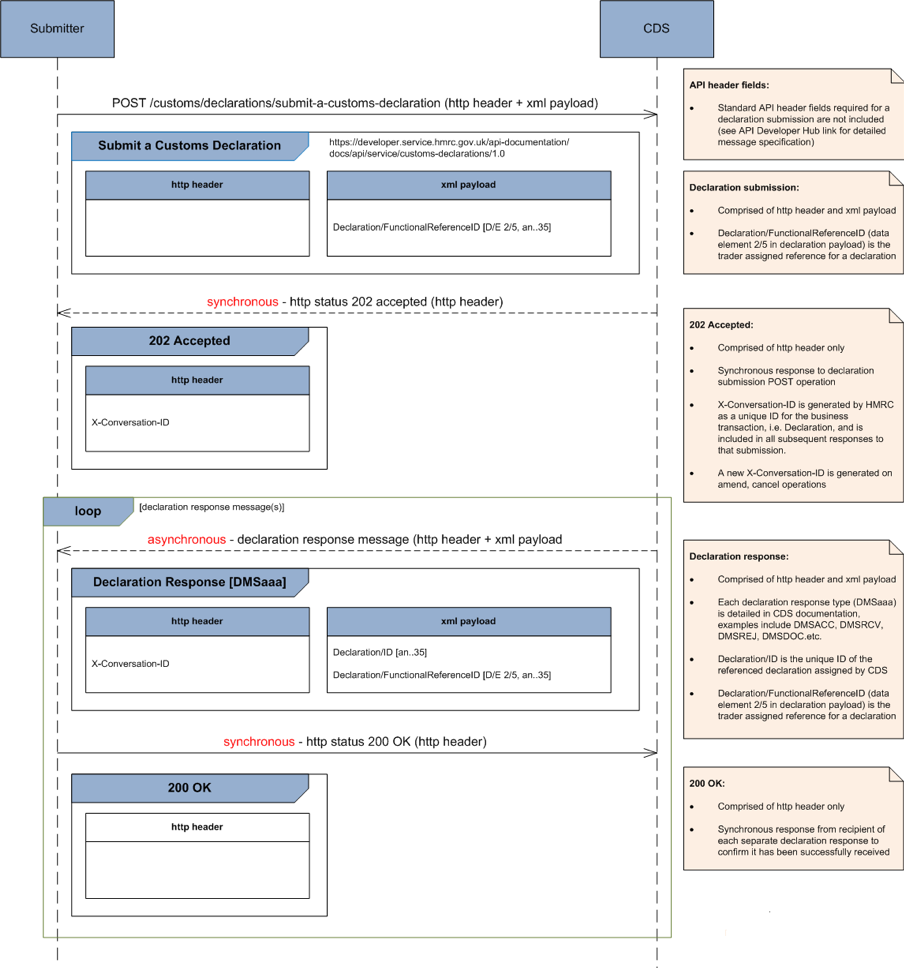 Submitter
CDS
POST /customs/declarations/submit-a-customs-declaration (http header + xml payload)
Submit a Customs Declaration
https://developer.service.hmrc.gov.uk/api-documentation/
docs/api/service/customs-declarations/1.0
http header
xml payload
Declaration/FunctionalReferenceID [D/E 2/5, an..35]
API header fields:
• Standard API header fields required for a
declaration submission are not included
(see API Developer Hub link for detailed
message specification)
Declaration submission:
• Comprised of http header and xml payload
• Declaration/FunctionalReferenceID (data
element 2/5 in declaration payload) is the
trader assigned reference for a declaration
synchronous - http status 202 accepted (http header)
202 Accepted
http header
X-Conversation-ID
202 Accepted:
• Comprised of http header only
• Synchronous response to declaration
submission POST operation
• X-Conversation-ID is generated by HMRC
as a unique ID for the business
transaction, i.e. Declaration, and is
included in all subsequent responses to
that submission.
• A new X-Conversation-ID is generated on
amend, cancel operations
loop
[declaration response message(s)]
asynchronous - declaration response message (http header + xml payload
Declaration Response [DMSaaa]
http header
X-Conversation-ID
xml payload
Declaration/ID [an..35]
Declaration/FunctionalReferenceID [D/E 2/5, an..35]
Declaration response:
• Comprised of http header and xml payload
• Each declaration response type (DMSaaa)
is detailed in CDS documentation,
examples include DMSACC, DMSRCV,
DMSREJ, DMSDOC.etc.
• Declaration/ID is the unique ID of the
referenced declaration assigned by CDS
• Declaration/FunctionalReferenceID (data
element 2/5 in declaration payload) is the
trader assigned reference for a declaration
synchronous - http status 200 OK (http header)
200 OK
http header
200 OK:
• Comprised of http header only
• Synchronous response from recipient of
each separate declaration response to
confirm it has been successfully received